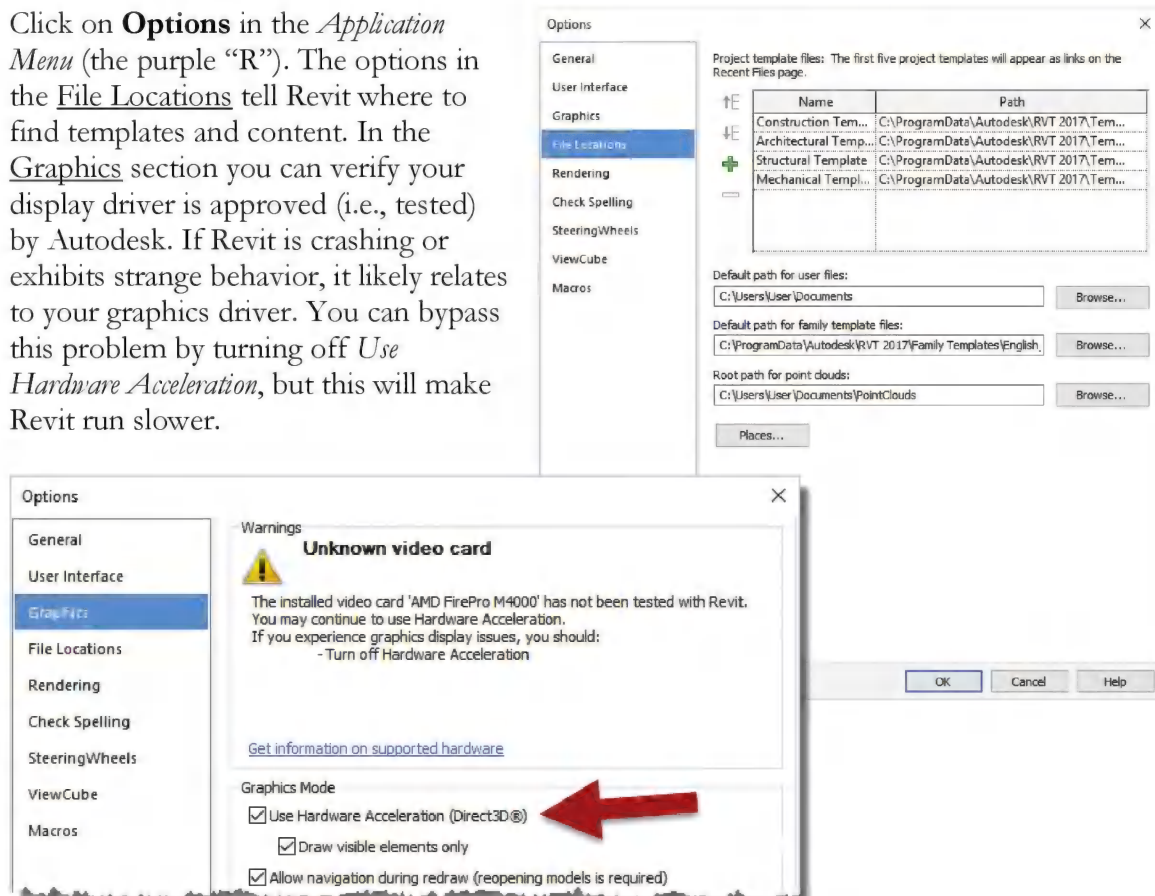 Click on Options in the Application
Menu (the purple “R”). The options in
the File Locations tell Revit where to
find templates and content. In the
Graphics section you can verify your
display driver is approved (i.e., tested)
by Autodesk. If Revit is crashing or
exhibits strange behavior, it likely relates
to your graphics driver. You can bypass
this problem by turning off Use
Hardware Acceleration, but this will make
Revit run slower.
Options
General
User Interface
Graphics
File Locations
Rendering
Check Spelling
SteeringWheels
ViewCube
Macros
Project template files: The first five project templates will appear as links on the
Recent Files page.
Name Path
Construction Tem... C:\ProgramData\Autodesk\RVT 2017\Tem...
Architectural Temp... C:\ProgramData\Autodesk\RVT 2017\Tem...
Structural Template C:\ProgramData\Autodesk\RVT 2017\Tem...
Mechanical Templ... C:\ProgramData\Autodesk\RVT 2017\Tem...
Default path for user files:
C:\Users\User\Documents Browse...
Default path for family template files:
C:\ProgramData\Autodesk\RVT 2017\Family Templates\English_ Browse...
Root path for point clouds:
C:\Users\User\Documents\PointClouds Browse...
Places...
OK Cancel Help
Options
General
User Interface
Graphics
File Locations
Rendering
Check Spelling
SteeringWheels
ViewCube
Macros
Warnings
Unknown video card
The installed video card 'AMD FirePro M4000' has not been tested with Revit.
You may continue to use Hardware Acceleration.
If you experience graphics display issues, you should:
- Turn off Hardware Acceleration
Get information on supported hardware
Graphics Mode
Use Hardware Acceleration (Direct3D®)
Draw visible elements only
Allow navigation during redraw (reopening models is required)